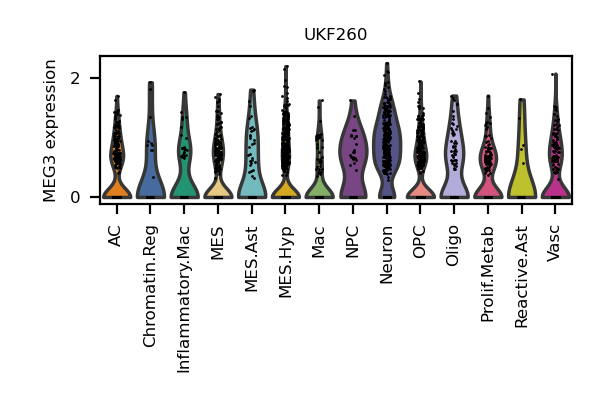 UKF260
MEG3 expression
2
0
AC
Chromatin.Reg
Inflammatory.Mac
MES
MES.Ast
MES.Hyp
Mac
NPC
Neuron
OPC
Oligo
Prolif.Metab
Reactive.Ast
Vasc